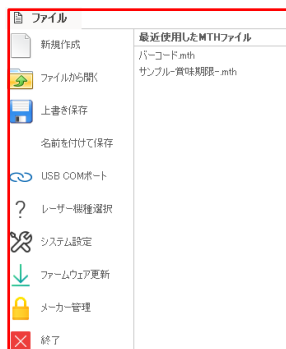 ファイル
新規作成
ファイルから開く
上書き保存
名前を付けて保存
USB COMポート
レーザー機種選択
システム設定
ファームウェア更新
メーカー管理
終了
最近使用したMTHファイル
バーコード.mth
サンプル-賞味期限-.mth